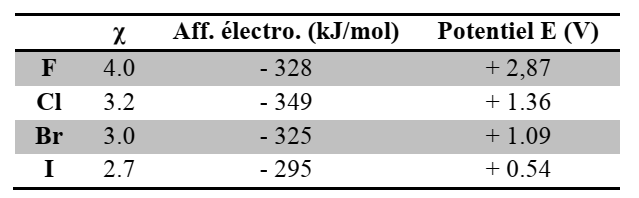 χ Aff. électro. (kJ/mol) Potentiel E (V)
F 4.0 - 328 + 2,87
Cl 3.2 - 349 + 1.36
Br 3.0 - 325 + 1.09
I 2.7 - 295 + 0.54